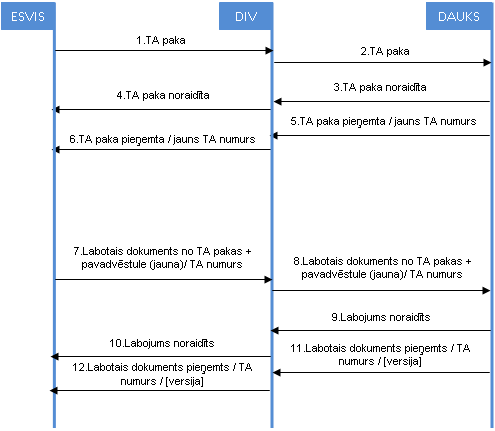 ESVIS
DIV
DAUKS
1.TA paka
2.TA paka
3.TA paka noraidīta
4.TA paka noraidīta
5.TA paka pieņemta / jauns TA numurs
6.TA paka pieņemta / jauns TA numurs
7.Labotais dokuments no TA pakas +
pavadvēstule (jauna)/ TA numurs
8.Labotais dokuments no TA pakas +
pavadvēstule (jauna)/ TA numurs
9.Labojums noraidīts
10.Labojums noraidīts
11.Labotais dokuments pieņemts / TA
numurs / [versija]
12.Labotais dokuments pieņemts / TA
numurs / [versija]